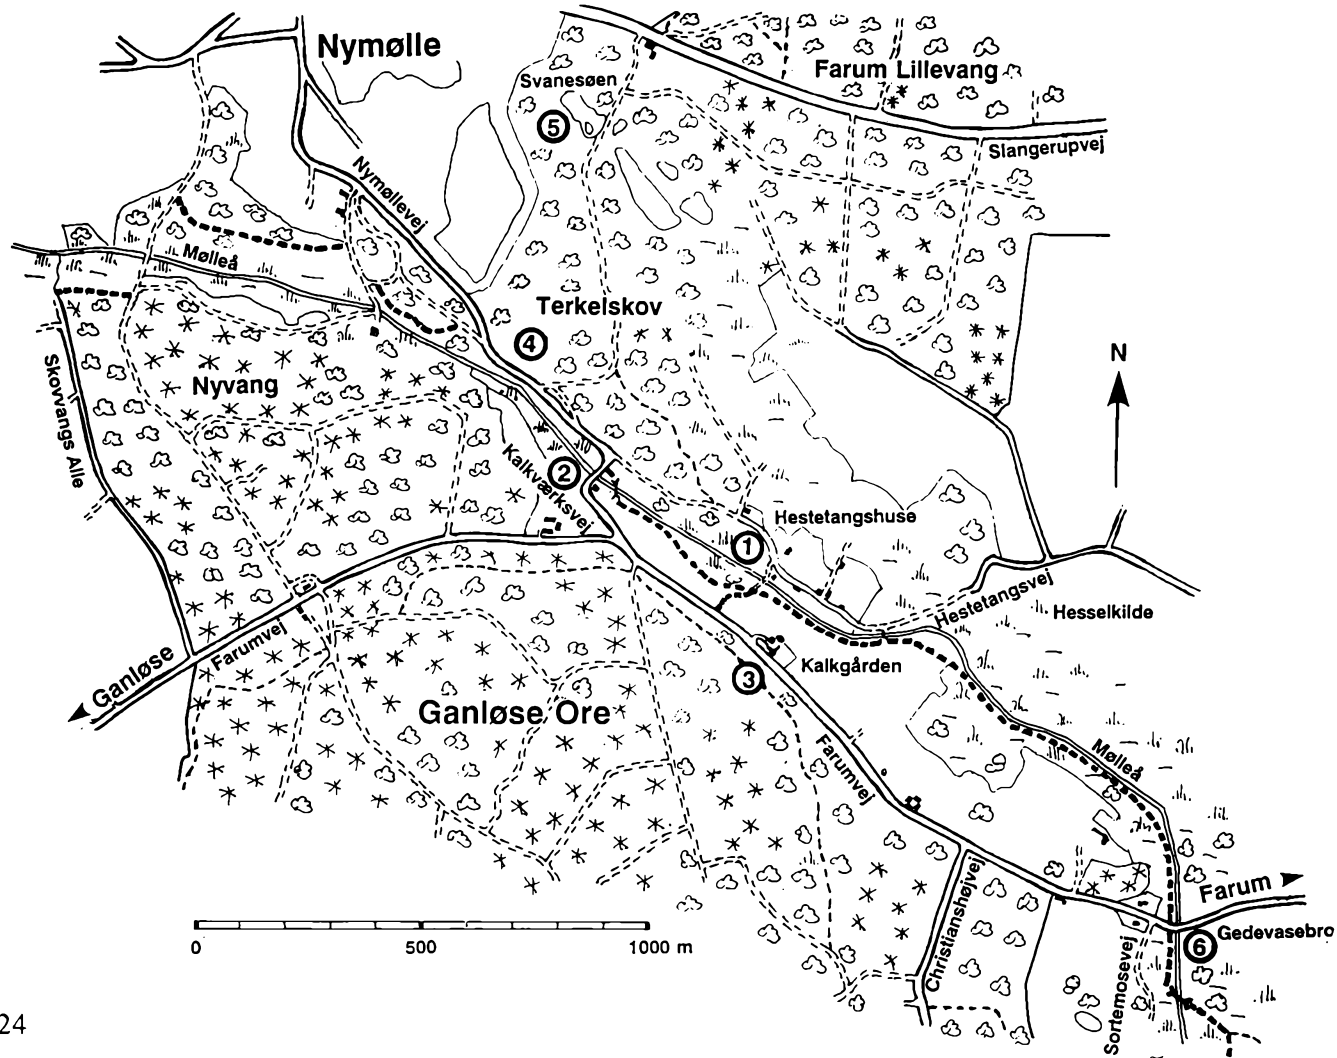 Nymølle
Farum Lillevang
Svanesøen
5
Slangerupvej
Nymøllevej
Mølleå
Terkelskov
4
N
Nyvang
Skovvangs Alle
2
Kalkværksvej
Hestetangshuse
1
Hestetangsvej
Hesselkilde
Farumvej
Ganløse
Kalkgården
3
Ganløse Ore
Farumvej
Mølleå
Christianshøjvej
Farum
Gedevasebro
6
Sortemosevej
0 500 1000 m
24